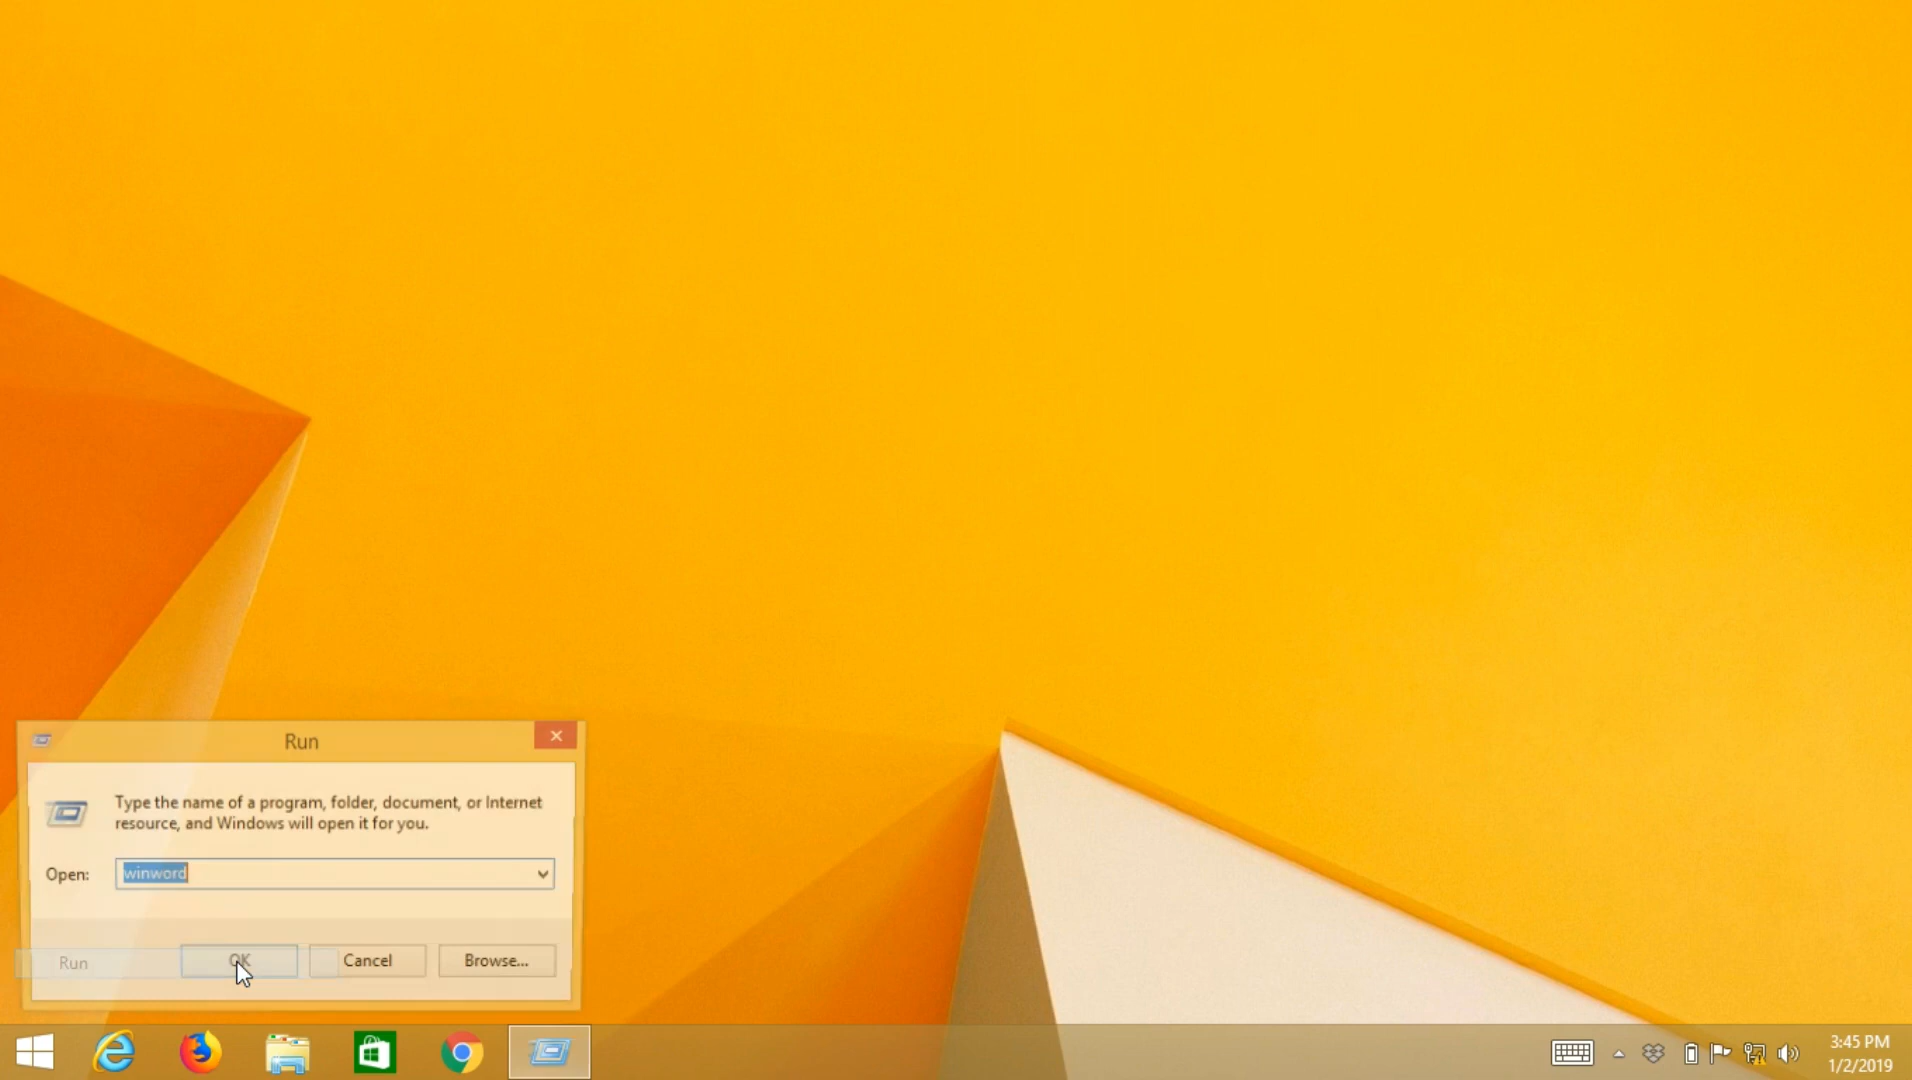 Run
Type the name of a program, folder, document, or Internet
resource, and Windows will open it for you.
Open: winword
Run
OK Cancel Browse...
3:45 PM
1/2/2019